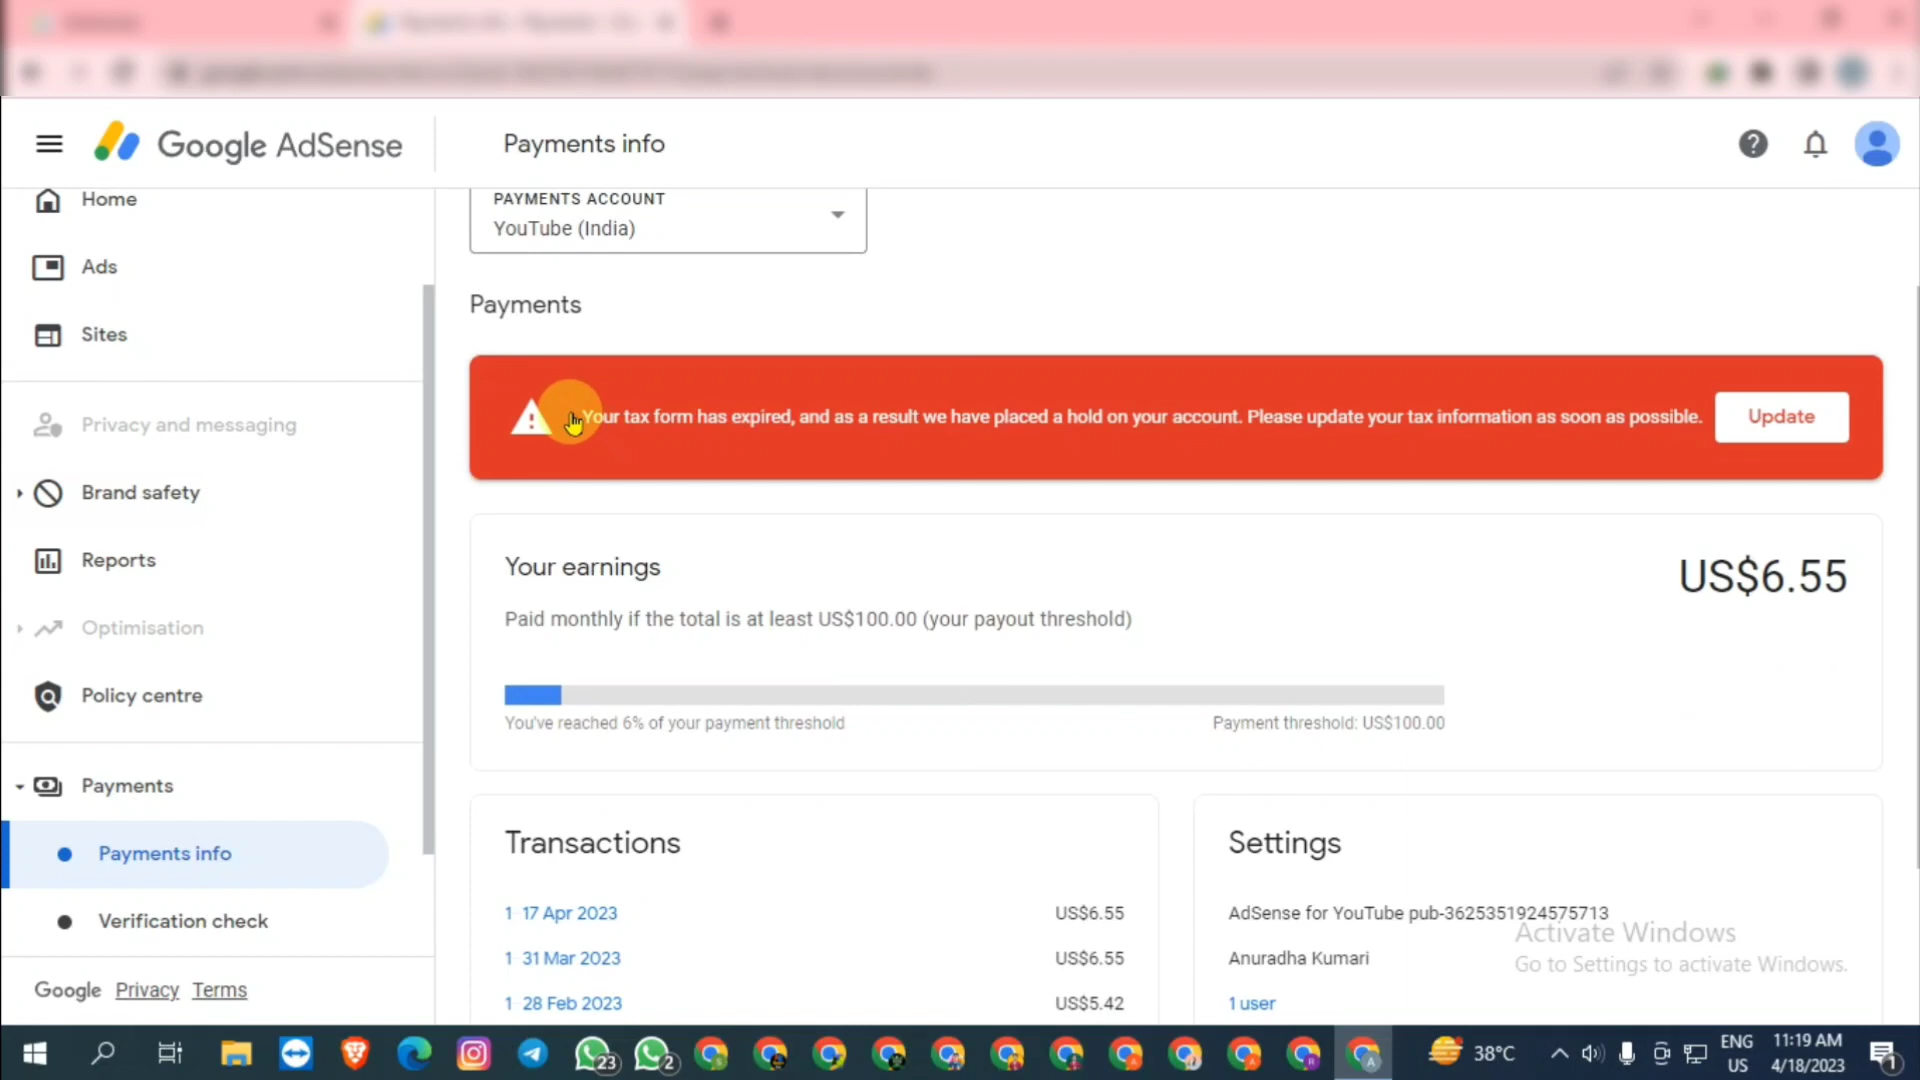 Google AdSense
Payments info
Home
Ads
Sites
Privacy and messaging
Brand safety
Reports
Optimisation
Policy centre
Payments
Payments info
Verification check
Google Privacy Terms
PAYMENTS ACCOUNT
YouTube (India)
Payments
Your tax form has expired, and as a result we have placed a hold on your account. Please update your tax information as soon as possible.
Update
Your earnings
US$6.55
Paid monthly if the total is at least US$100.00 (your payout threshold)
You've reached 6% of your payment threshold
Payment threshold: US$100.00
Transactions
1 17 Apr 2023 US$6.55
1 31 Mar 2023 US$6.55
1 28 Feb 2023 US$5.42
Settings
AdSense for YouTube pub-3625351924575713
Anuradha Kumari
1 user
Activate Windows
Go to Settings to activate Windows.
23
2
38°C
ENG
US
11:19 AM
4/18/2023
1